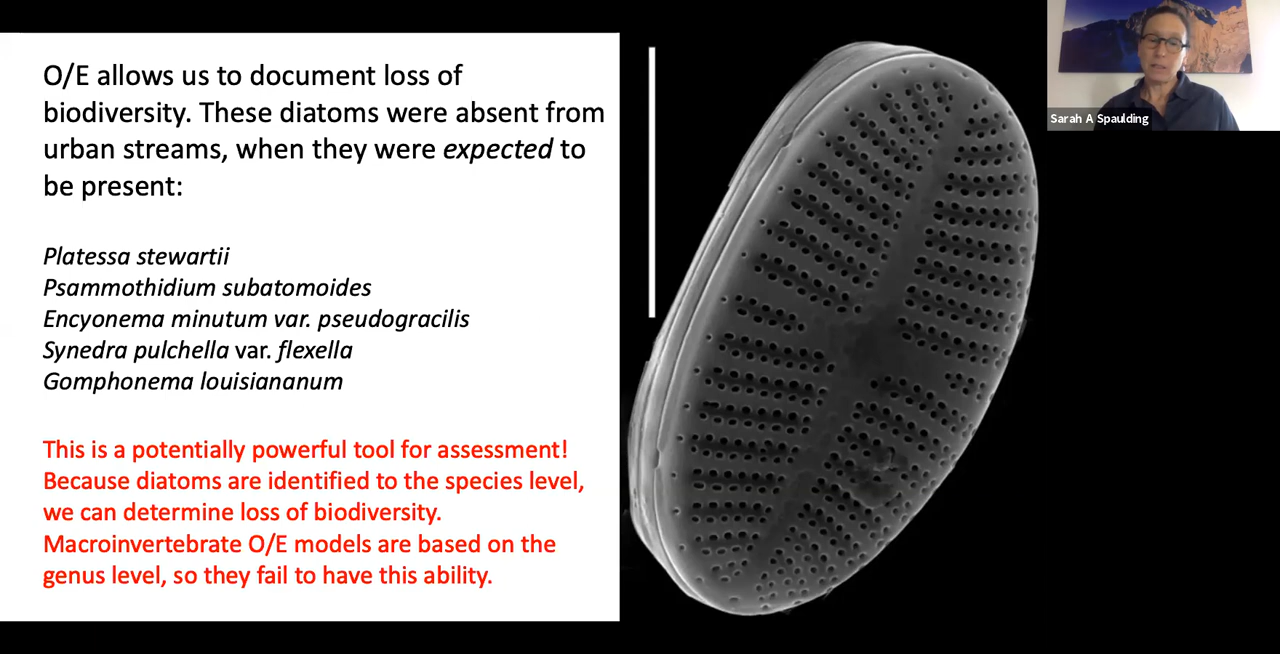 O/E allows us to document loss of
biodiversity. These diatoms were absent from
urban streams, when they were expected to
be present:
Platessa stewartii
Psammothidium subatomoides
Encyonema minutum var. pseudogracilis
Synedra pulchella var. flexella
Gomphonema louisiananum
This is a potentially powerful tool for assessment!
Because diatoms are identified to the species level,
we can determine loss of biodiversity.
Macroinvertebrate O/E models are based on the
genus level, so they fail to have this ability.
Sarah A Spaulding